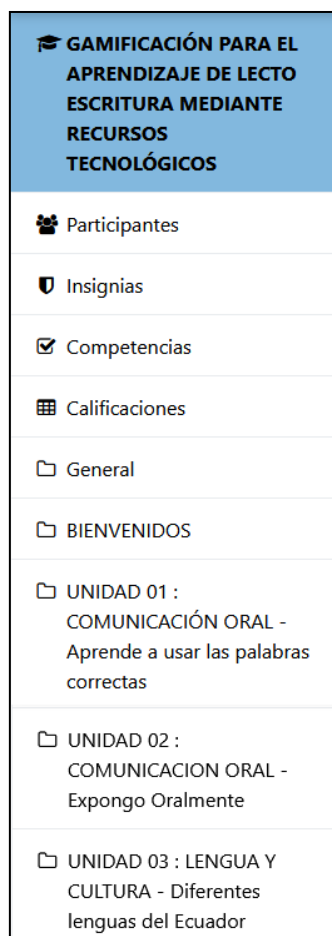 GAMIFICACIÓN PARA EL
APRENDIZAJE DE LECTO
ESCRITURA MEDIANTE
RECURSOS
TECNOLÓGICOS
Participantes
Insignias
Competencias
Calificaciones
General
BIENVENIDOS
UNIDAD 01 :
COMUNICACIÓN ORAL -
Aprende a usar las palabras
correctas
UNIDAD 02 :
COMUNICACION ORAL -
Expongo Oralmente
UNIDAD 03 : LENGUA Y
CULTURA - Diferentes
lenguas del Ecuador